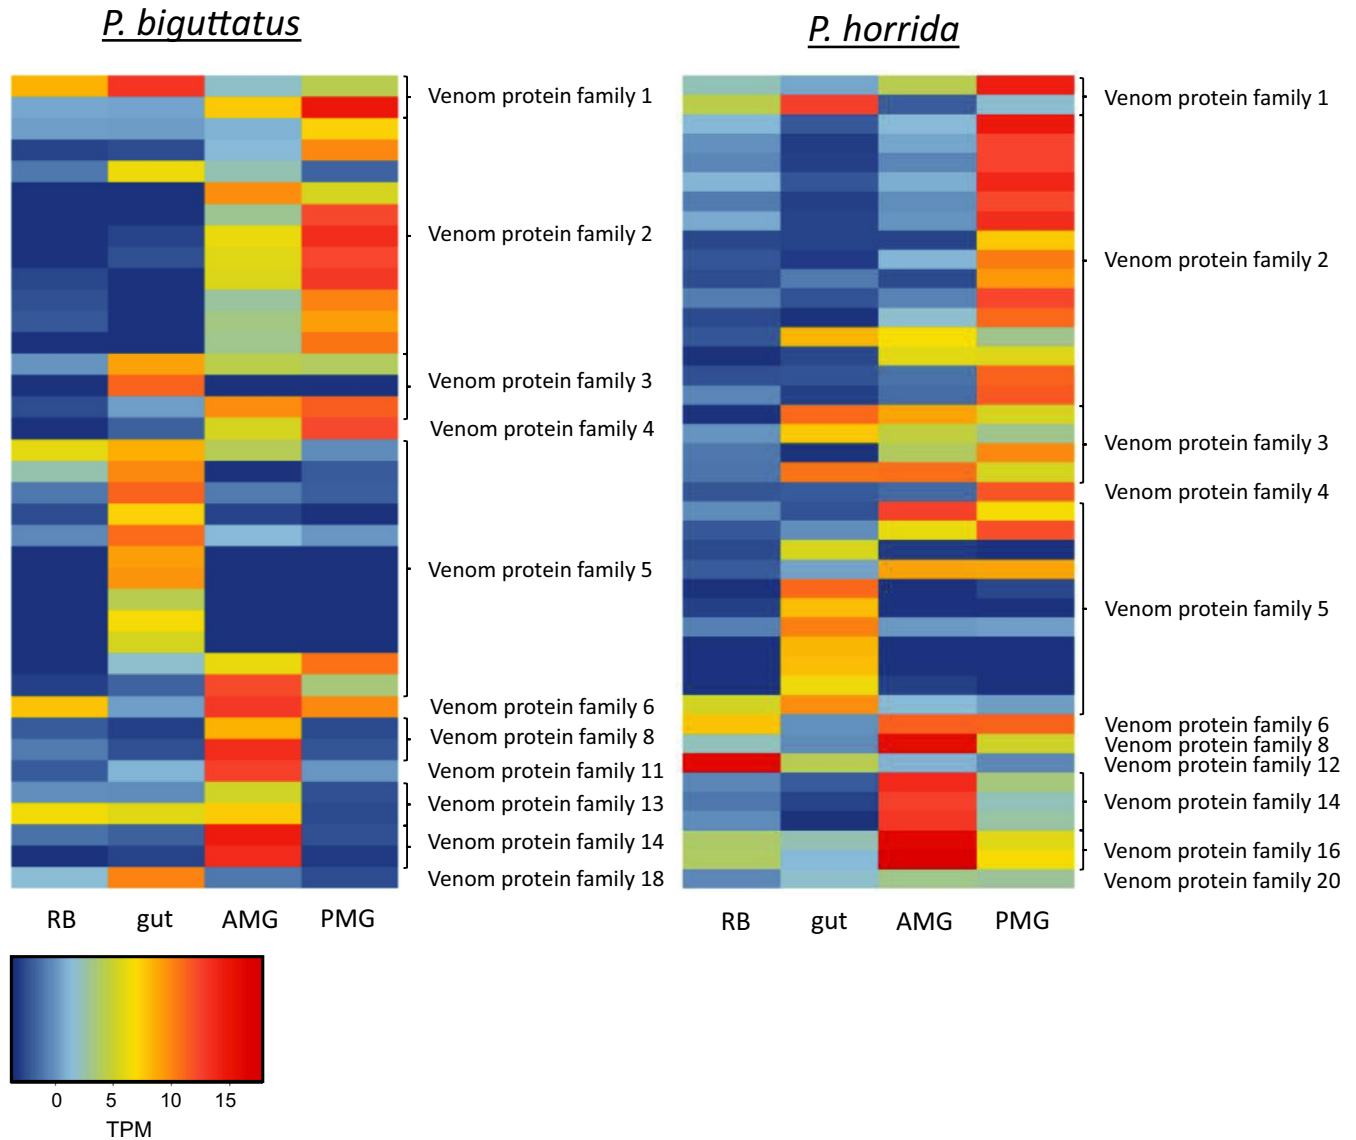 P. biguttatus
Venom protein family 1
Venom protein family 2
Venom protein family 3
Venom protein family 4
Venom protein family 5
Venom protein family 6
Venom protein family 8
Venom protein family 11
Venom protein family 13
Venom protein family 14
Venom protein family 18
RB gut AMG PMG
P. horrida
Venom protein family 1
Venom protein family 2
Venom protein family 3
Venom protein family 4
Venom protein family 5
Venom protein family 6
Venom protein family 8
Venom protein family 12
Venom protein family 14
Venom protein family 16
Venom protein family 20
RB gut AMG PMG
0 5 10 15
TPM